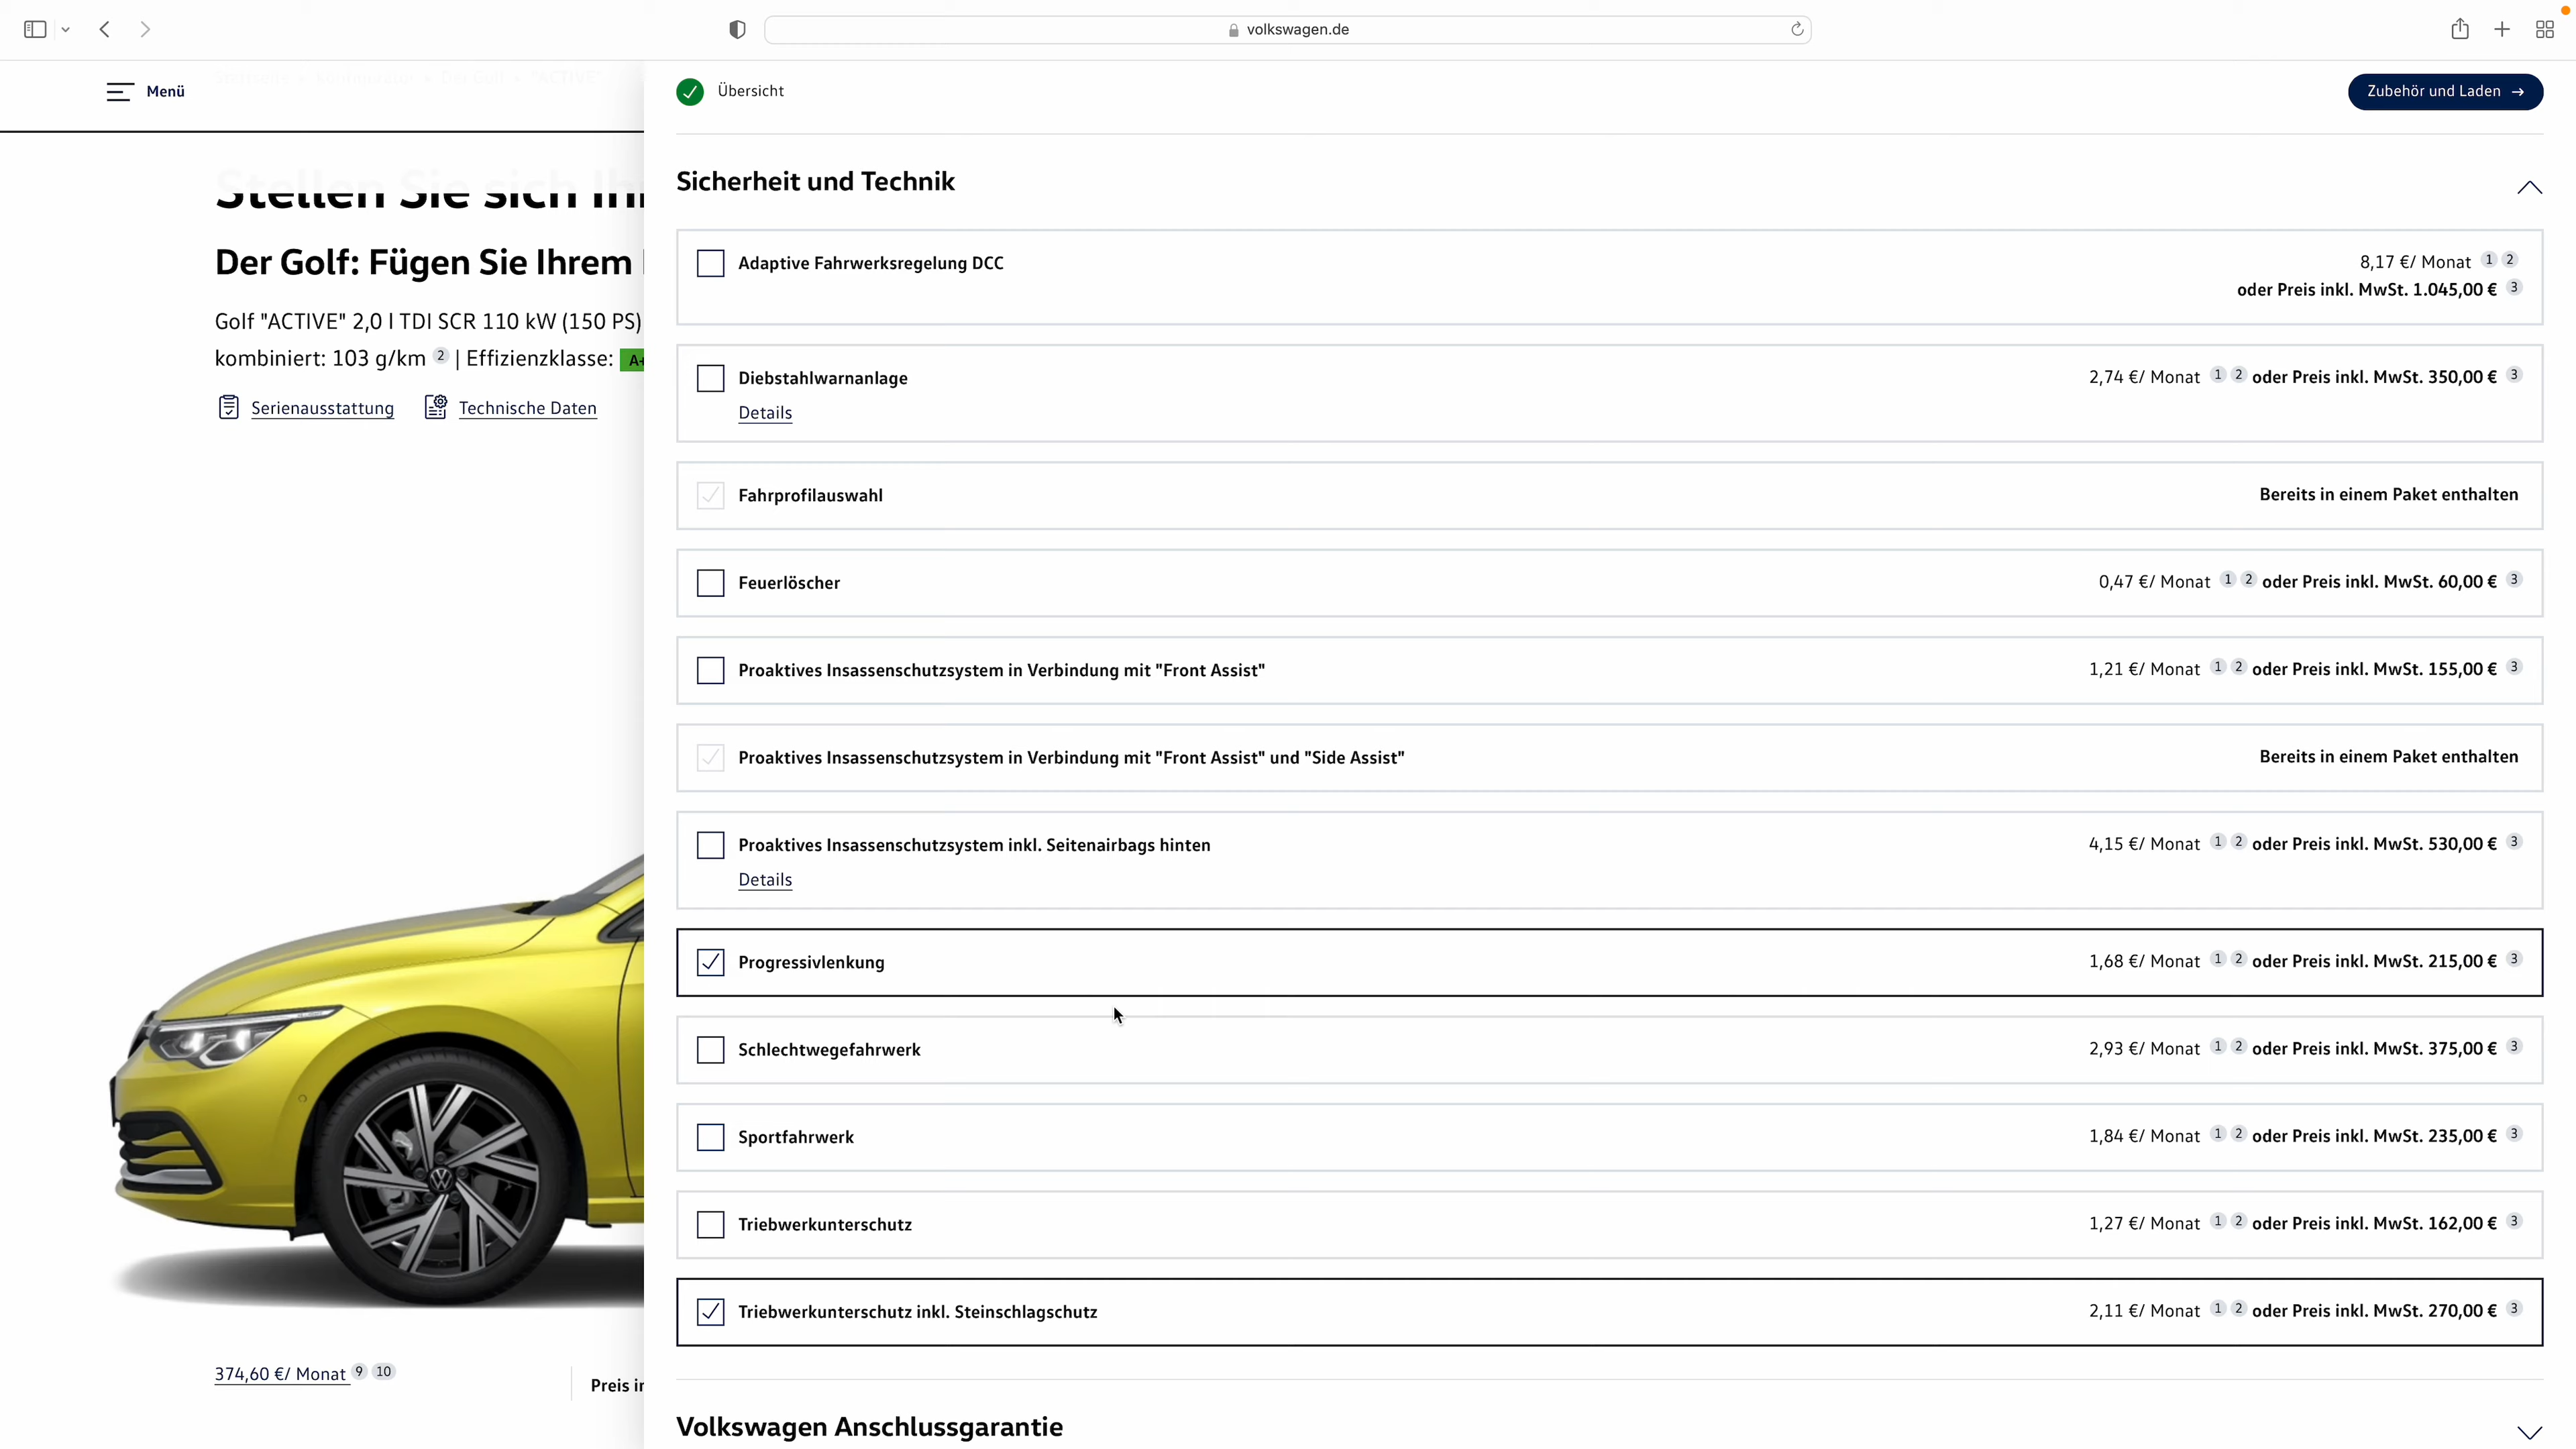 volkswagen.de
Menü
Stellen Sie sich Ih
Der Golf: Fügen Sie Ihrem
Golf "ACTIVE" 2,0 l TDI SCR 110 kW (150 PS)
kombiniert: 103 g/km 2 | Effizienzklasse: A+
Serienausstattung Technische Daten
374,60 €/ Monat 9 10
Preis in
Übersicht
Zubehör und Laden →
Sicherheit und Technik
Adaptive Fahrwerksregelung DCC 8,17 €/ Monat 1 2
oder Preis inkl. MwSt. 1.045,00 € 3
Diebstahlwarnanlage 2,74 €/ Monat 1 2 oder Preis inkl. MwSt. 350,00 € 3
Details
Fahrprofilauswahl Bereits in einem Paket enthalten
Feuerlöscher 0,47 €/ Monat 1 2 oder Preis inkl. MwSt. 60,00 € 3
Proaktives Insassenschutzsystem in Verbindung mit "Front Assist" 1,21 €/ Monat 1 2 oder Preis inkl. MwSt. 155,00 € 3
Proaktives Insassenschutzsystem in Verbindung mit "Front Assist" und "Side Assist" Bereits in einem Paket enthalten
Proaktives Insassenschutzsystem inkl. Seitenairbags hinten 4,15 €/ Monat 1 2 oder Preis inkl. MwSt. 530,00 € 3
Details
Progressivlenkung 1,68 €/ Monat 1 2 oder Preis inkl. MwSt. 215,00 € 3
Schlechtwegefahrwerk 2,93 €/ Monat 1 2 oder Preis inkl. MwSt. 375,00 € 3
Sportfahrwerk 1,84 €/ Monat 1 2 oder Preis inkl. MwSt. 235,00 € 3
Triebwerkunterschutz 1,27 €/ Monat 1 2 oder Preis inkl. MwSt. 162,00 € 3
Triebwerkunterschutz inkl. Steinschlagschutz 2,11 €/ Monat 1 2 oder Preis inkl. MwSt. 270,00 € 3
Volkswagen Anschlussgarantie